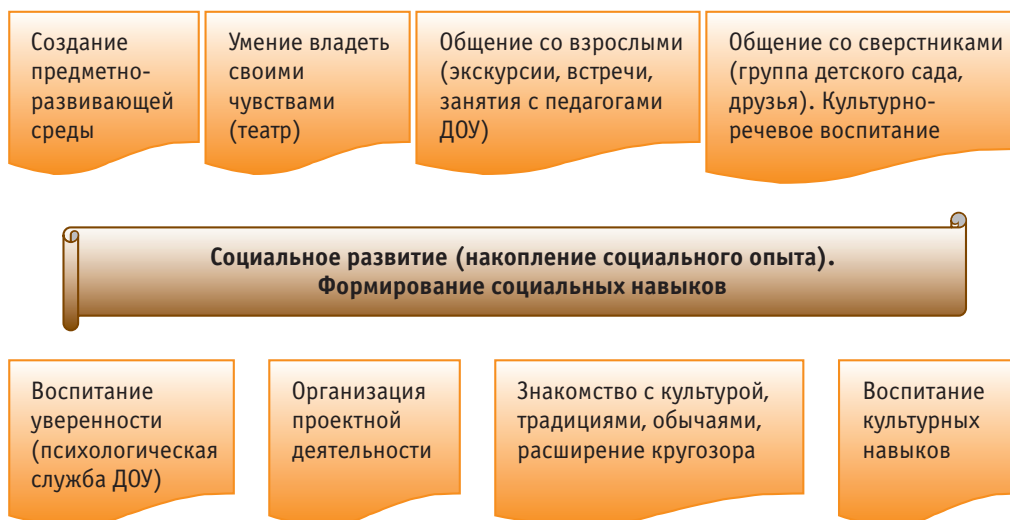 Создание
предметно-
развивающей
среды
Умение владеть
своими
чувствами
(театр)
Общение со взрослыми
(экскурсии, встречи,
занятия с педагогами
ДОУ)
Общение со сверстниками
(группа детского сада,
друзья). Культурно-
речевое воспитание
Социальное развитие (накопление социального опыта).
Формирование социальных навыков
Воспитание
уверенности
(психологическая
служба ДОУ)
Организация
проектной
деятельности
Знакомство с культурой,
традициями, обычаями,
расширение кругозора
Воспитание
культурных
навыков